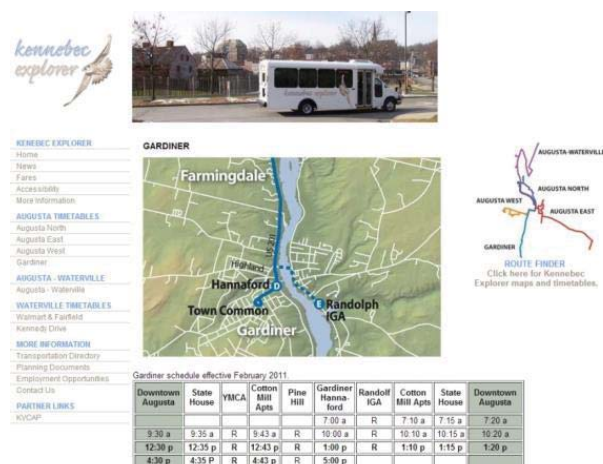 kennebec
explorer
kennebec explorer
KENEBEC EXPLORER
Home
News
Fares
Accessibility
More Information
AUGUSTA TIMETABLES
Augusta North
Augusta East
Augusta West
Gardiner
AUGUSTA - WATERVILLE
Augusta - Waterville
WATERVILLE TIMETABLES
Walmart & Fairfield
Kennedy Drive
MORE INFORMATION
Transportation Directory
Planning Documents
Employment Opportunities
Contact Us
PARTNER LINKS
KVCAP
GARDINER
Farmingdale
US 201
Highland
Hannaford
D
Town Common
E
Randolph
IGA
Gardiner
AUGUSTA-WATERVILLE
AUGUSTA NORTH
AUGUSTA WEST
AUGUSTA EAST
GARDINER
ROUTE FINDER
Click here for Kennebec
Explorer maps and timetables.
Gardiner schedule effective February 2011.
Downtown Augusta State House YMCA Cotton Mill Apts Pine Hill Gardiner Hanna-ford Randolf IGA Cotton Mill Apts State House Downtown Augusta
7:00 a R 7:10 a 7:15 a 7:20 a
9:30 a 9:35 a R 9:43 a R 10:00 a R 10:10 a 10:15 a 10:20 a
12:30 p 12:35 p R 12:43 p R 1:00 p R 1:10 p 1:15 p 1:20 p
4:30 p 4:35 P R 4:43 p R 5:00 p